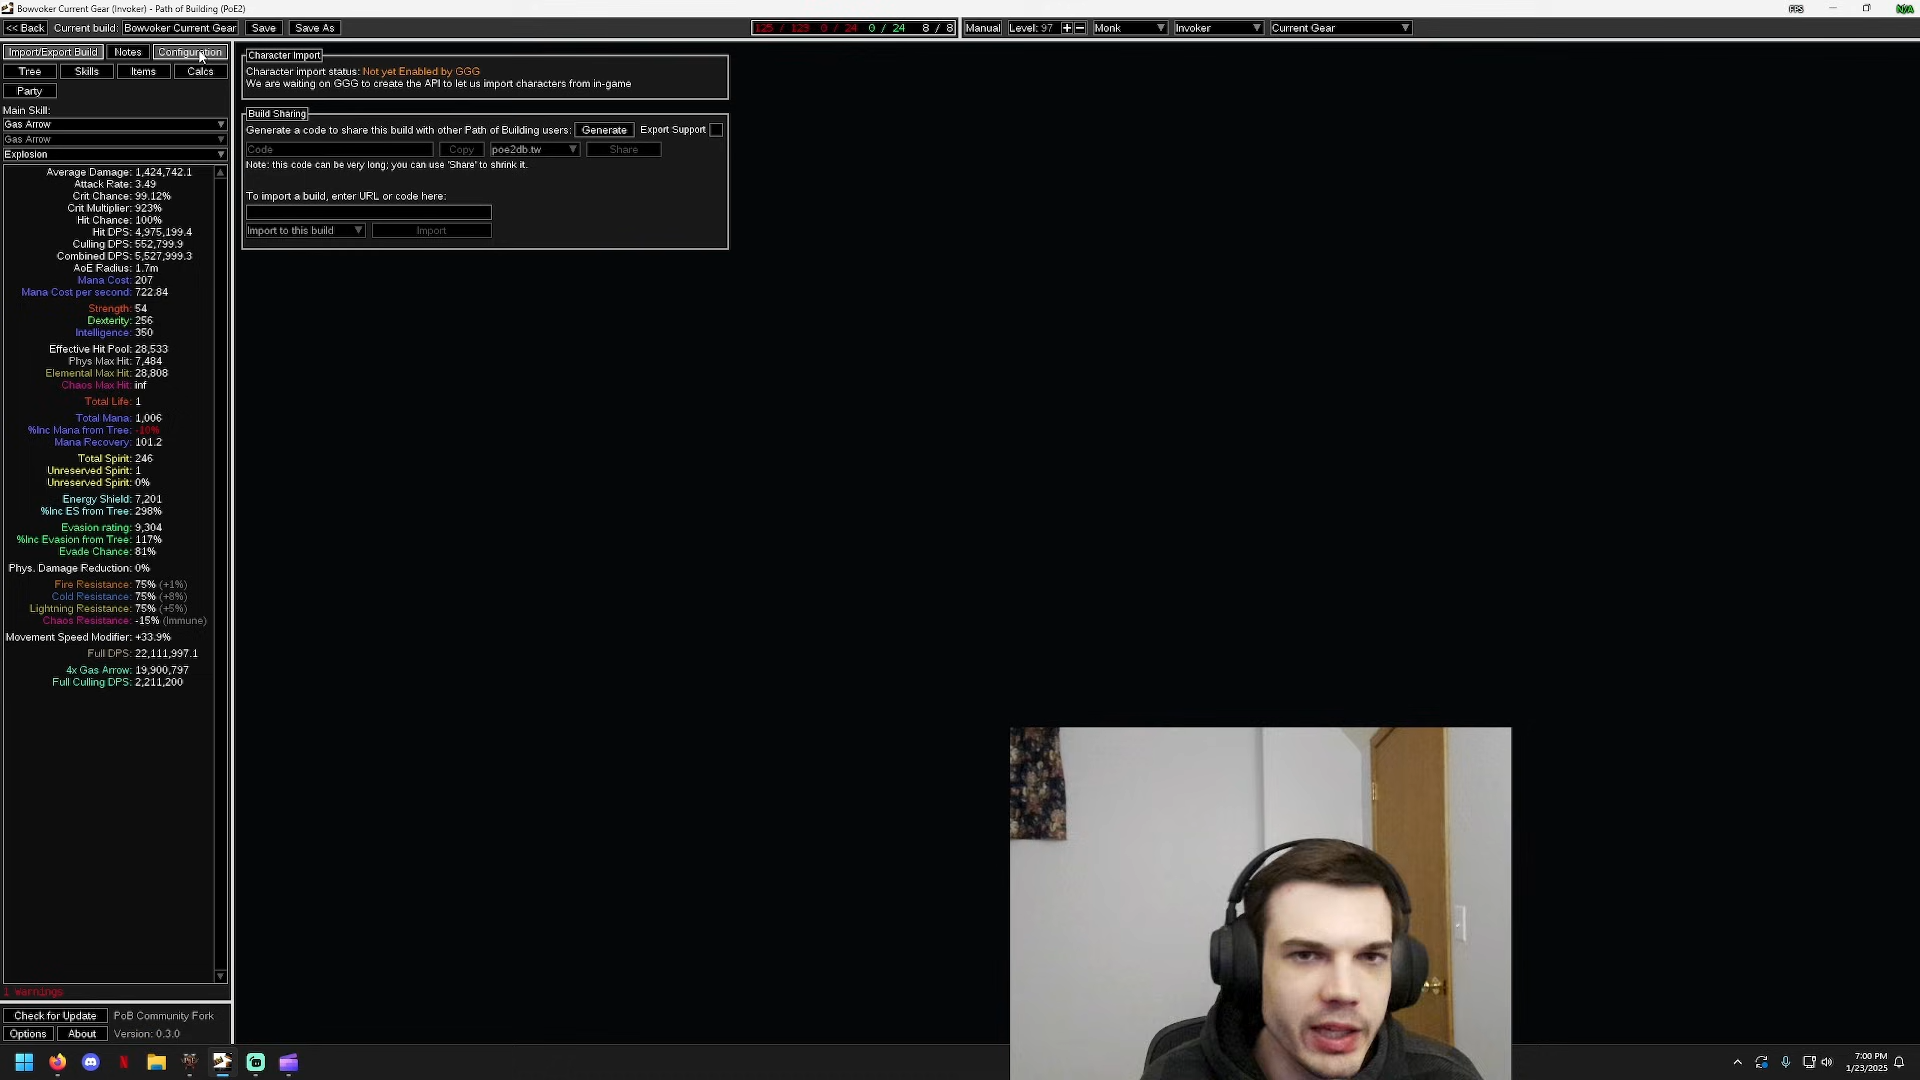 Bowvoker Current Gear (Invoker) - Path of Building (PoE2)
FPS
N/A
<< Back Current build: Bowvoker Current Gear Save Save As 125 / 123 0 / 24 0 / 24 8 / 8 Manual Level: 97 + - Monk Invoker Current Gear
Import/Export Build Notes Configuration
Tree Skills Items Calcs
Party
Main Skill:
Gas Arrow
Gas Arrow
Explosion
Average Damage: 1,424,742.1
Attack Rate: 3.49
Crit Chance: 99.12%
Crit Multiplier: 923%
Hit Chance: 100%
Hit DPS: 4,975,199.4
Culling DPS: 552,799.9
Combined DPS: 5,527,999.3
AoE Radius: 1.7m
Mana Cost: 207
Mana Cost per second: 722.84
Strength: 54
Dexterity: 256
Intelligence: 350
Effective Hit Pool: 28,533
Phys Max Hit: 7,484
Elemental Max Hit: 28,808
Chaos Max Hit: inf
Total Life: 1
Total Mana: 1,006
%Inc Mana from Tree: -10%
Mana Recovery: 101.2
Total Spirit: 246
Unreserved Spirit: 1
Unreserved Spirit: 0%
Energy Shield: 7,201
%Inc ES from Tree: 298%
Evasion rating: 9,304
%Inc Evasion from Tree: 117%
Evade Chance: 81%
Phys. Damage Reduction: 0%
Fire Resistance: 75% (+1%)
Cold Resistance: 75% (+8%)
Lightning Resistance: 75% (+5%)
Chaos Resistance: -15% (Immune)
Movement Speed Modifier: +33.9%
Full DPS: 22,111,997.1
4x Gas Arrow: 19,900,797
Full Culling DPS: 2,211,200
1 Warnings
Check for Update PoB Community Fork
Options About Version: 0.3.0
Character Import
Character import status: Not yet Enabled by GGG
We are waiting on GGG to create the API to let us import characters from in-game
Build Sharing
Generate a code to share this build with other Path of Building users: Generate Export Support
Code Copy poe2db.tw Share
Note: this code can be very long; you can use 'Share' to shrink it.
To import a build, enter URL or code here:
Import to this build Import
7:00 PM
1/23/2025